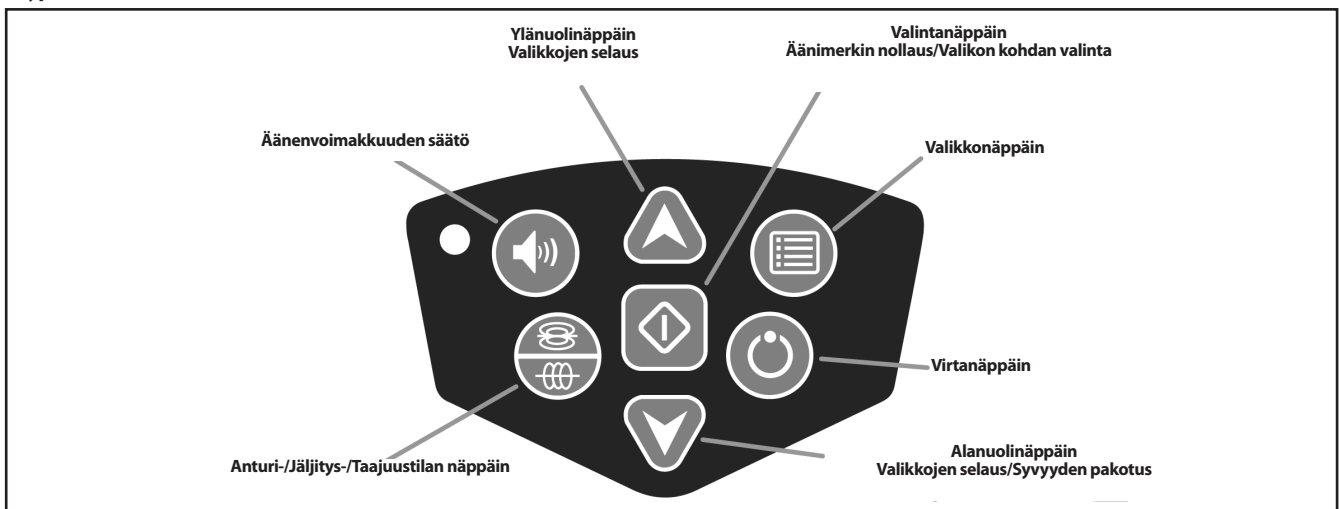 Ylänuolinäppäin
Valikkojen selaus
Valintanäppäin
Äänimerkin nollaus/Valikon kohdan valinta
Äänenvoimakkuuden säätö
Valikkonäppäin
Virtanäppäin
Anturi-/Jäljitys-/Taajuustilan näppäin
Alanuolinäppäin
Valikkojen selaus/Syvyyden pakotus